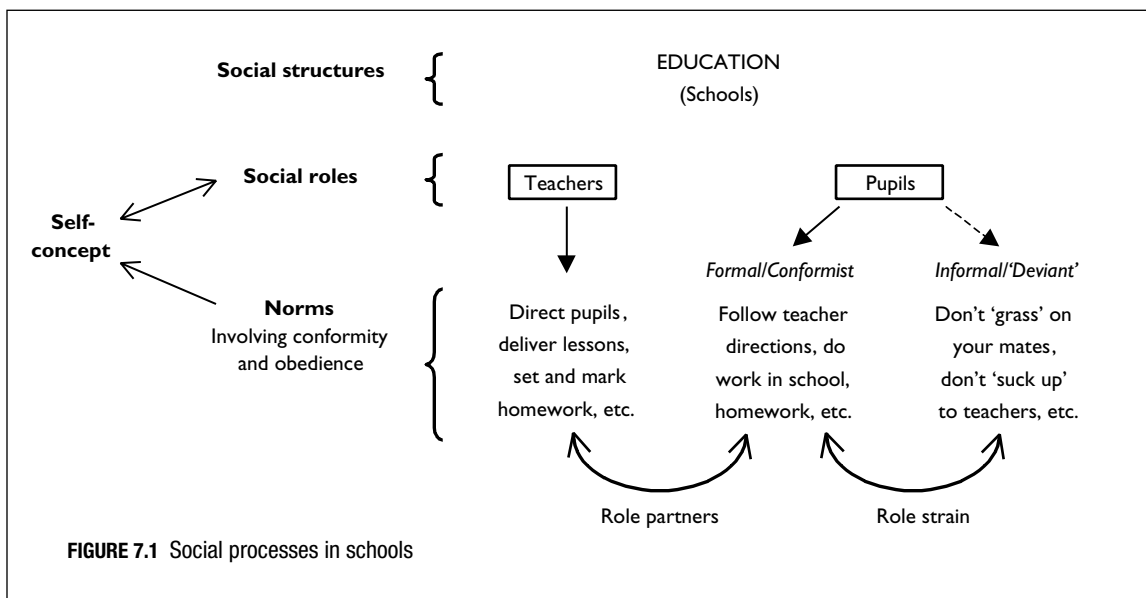 Social structures
EDUCATION
(Schools)
Social roles
Teachers
Pupils
Self-
concept
Formal/Conformist
Informal/‘Deviant’
Norms
Involving conformity
and obedience
Direct pupils,
deliver lessons,
set and mark
homework, etc.
Follow teacher
directions, do
work in school,
homework, etc.
Don’t ‘grass’ on
your mates,
don’t ‘suck up’
to teachers, etc.
Role partners
Role strain
FIGURE 7.1 Social processes in schools